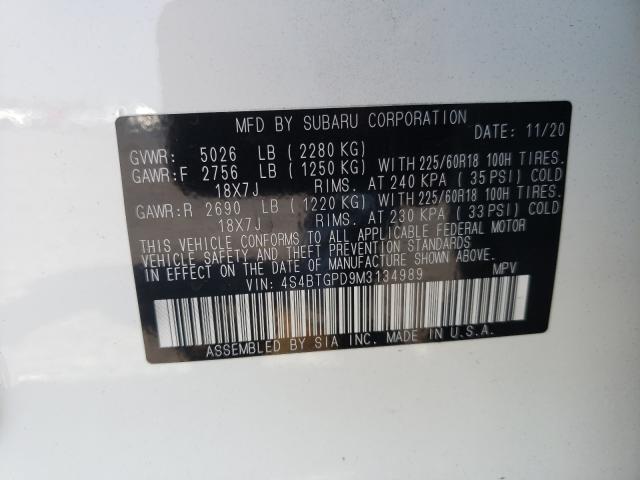 MFD BY SUBARU CORPORATION DATE: 11/20
GVWR: 5026 LB ( 2280 KG)
GAWR:F 2756 LB ( 1250 KG) WITH 225/60R18 100H TIRES.
18X7J RIMS. AT 240 KPA ( 35 PSI) COLD
GAWR:R 2690 LB ( 1220 KG) WITH 225/60R18 100H TIRES.
18X7J RIMS. AT 230 KPA ( 33 PSI) COLD
THIS VEHICLE CONFORMS TO ALL APPLICABLE FEDERAL MOTOR
VEHICLE SAFETY AND THEFT PREVENTION STANDARDS
IN EFFECT ON THE DATE OF MANUFACTURE SHOWN ABOVE.
VIN: 4S4BTGPD9M3134989 MPV
ASSEMBLED BY SIA INC. MADE IN U.S.A.